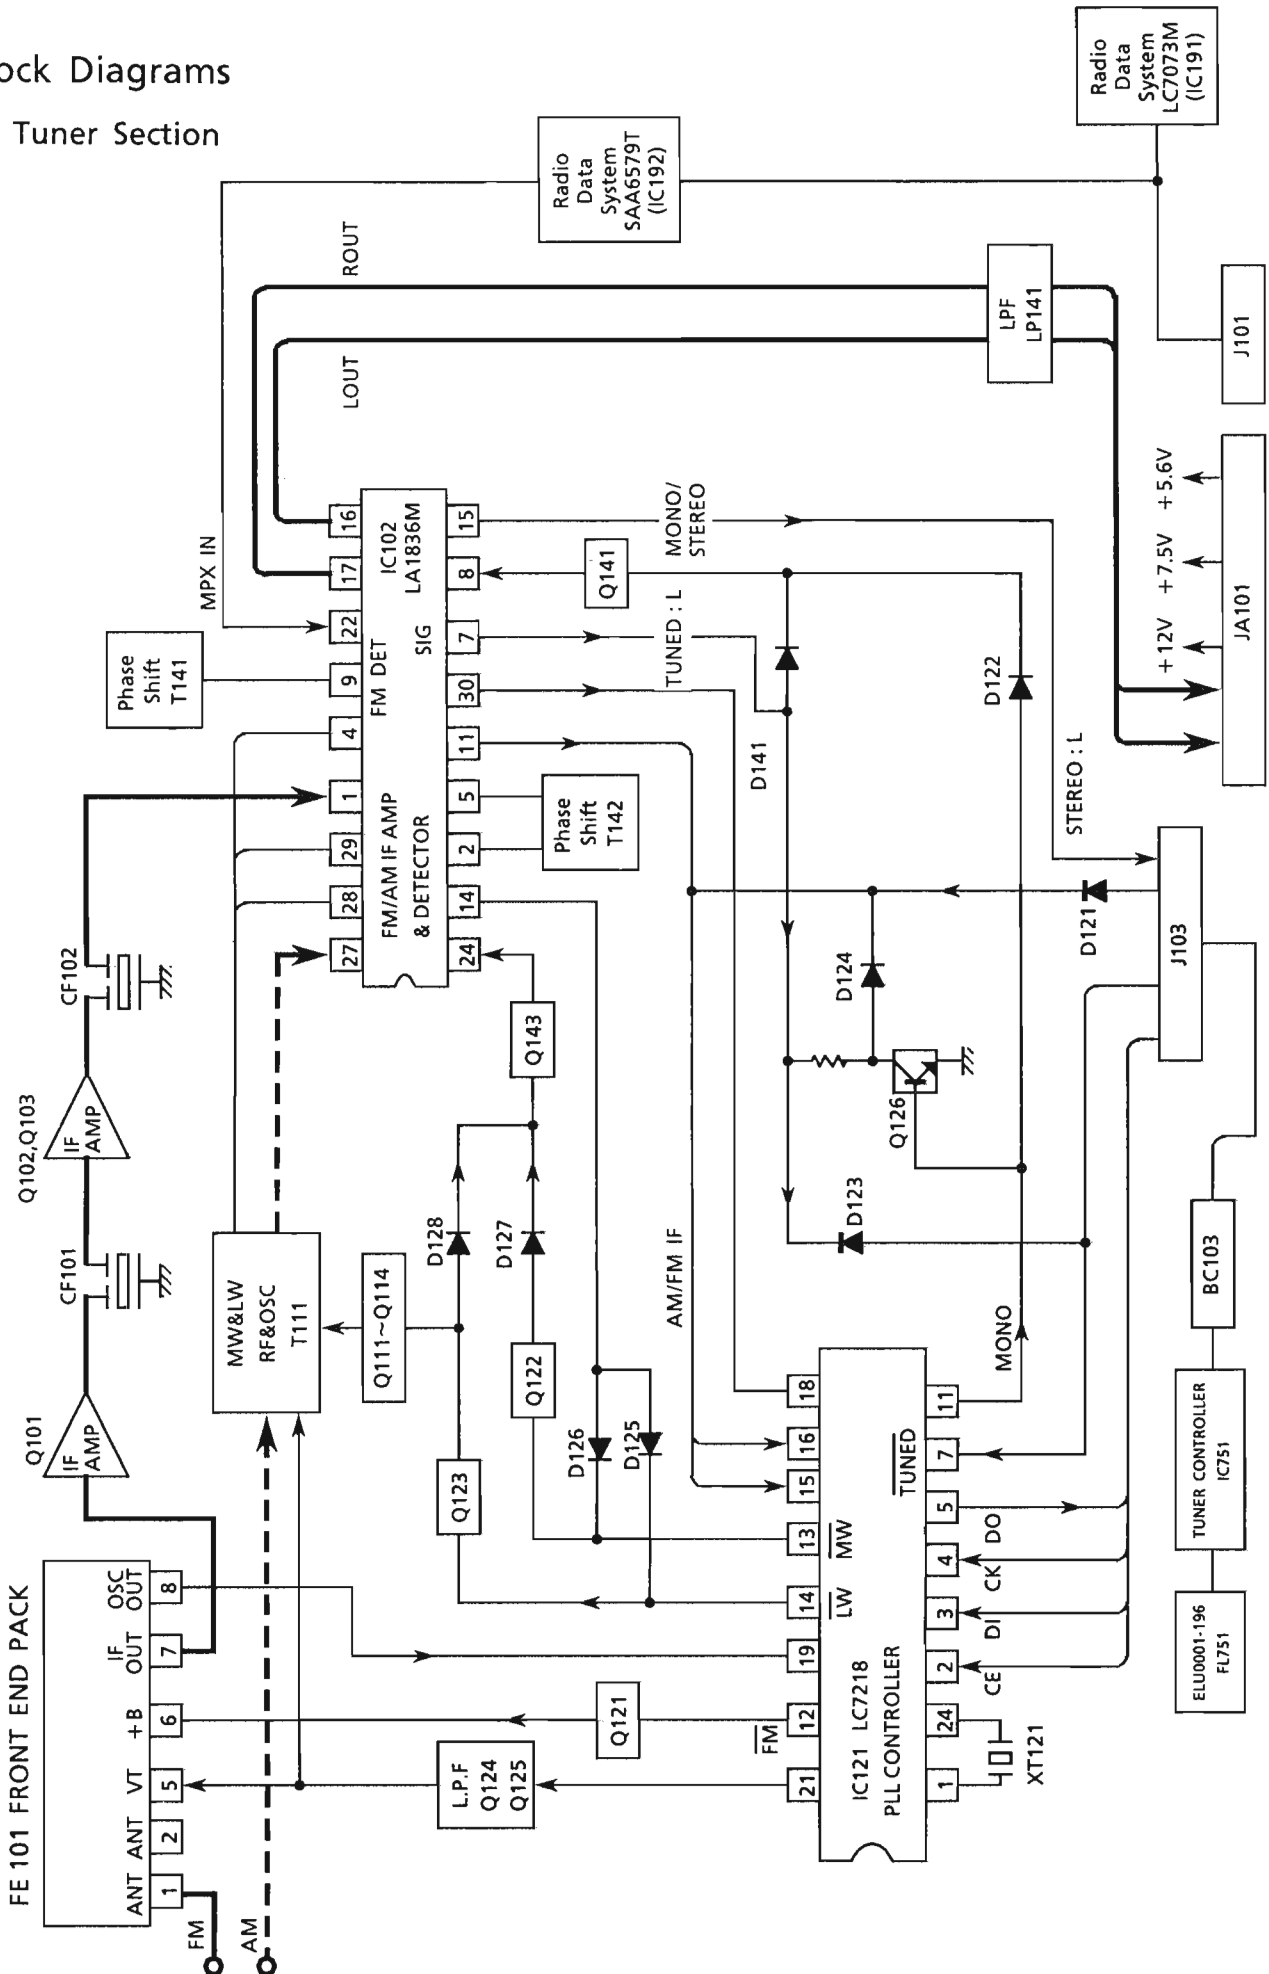 ock Diagrams
Tuner Section
FE 101 FRONT END PACK
ANT
ANT
VT
+B
IF
OUT
OSC
OUT
1
2
5
6
7
8
FM
AM
Q101
IF
AMP
CF101
Q102,Q103
IF
AMP
CF102
MW&LW
RF&OSC
T111
Q111~Q114
Phase
Shift
T141
MPX IN
LOUT
ROUT
Radio
Data
System
SAA6579T
(IC192)
Radio
Data
System
LC7073M
(IC191)
27
28
29
1
4
9
22
17
16
FM/AM IF AMP
& DETECTOR
FM DET
SIG
IC102
LA1836M
24
14
2
5
11
30
7
8
15
Phase
Shift
T142
Q143
D128
D127
Q122
Q123
D126
D125
L.P.F
Q124
Q125
Q121
FM
LW
MW
21
12
19
14
13
15
16
18
IC121 LC7218
PLL CONTROLLER
TUNED
1
24
2
3
4
5
7
11
XT121
CE
DI
CK
DO
MONO
AM/FM IF
TUNED : L
MONO/
STEREO
Q141
D141
D122
D124
Q126
D123
D121
STEREO : L
LPF
LP141
J101
+12V
+7.5V
+5.6V
JA101
J103
BC103
TUNER CONTROLLER
IC751
ELU0001-196
FL751